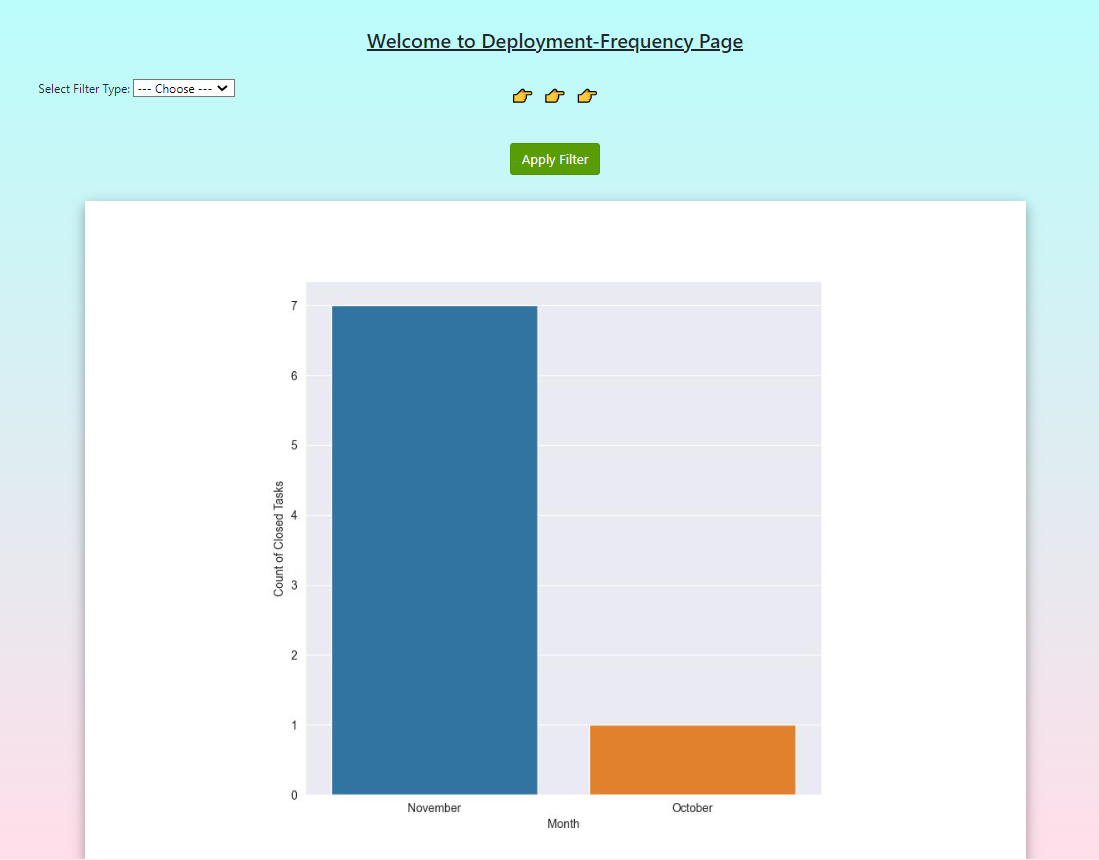 Welcome to Deployment-Frequency Page
Select Filter Type: --- Choose ---
Apply Filter
7
6
5
4
3
2
1
0
Count of Closed Tasks
November October
Month